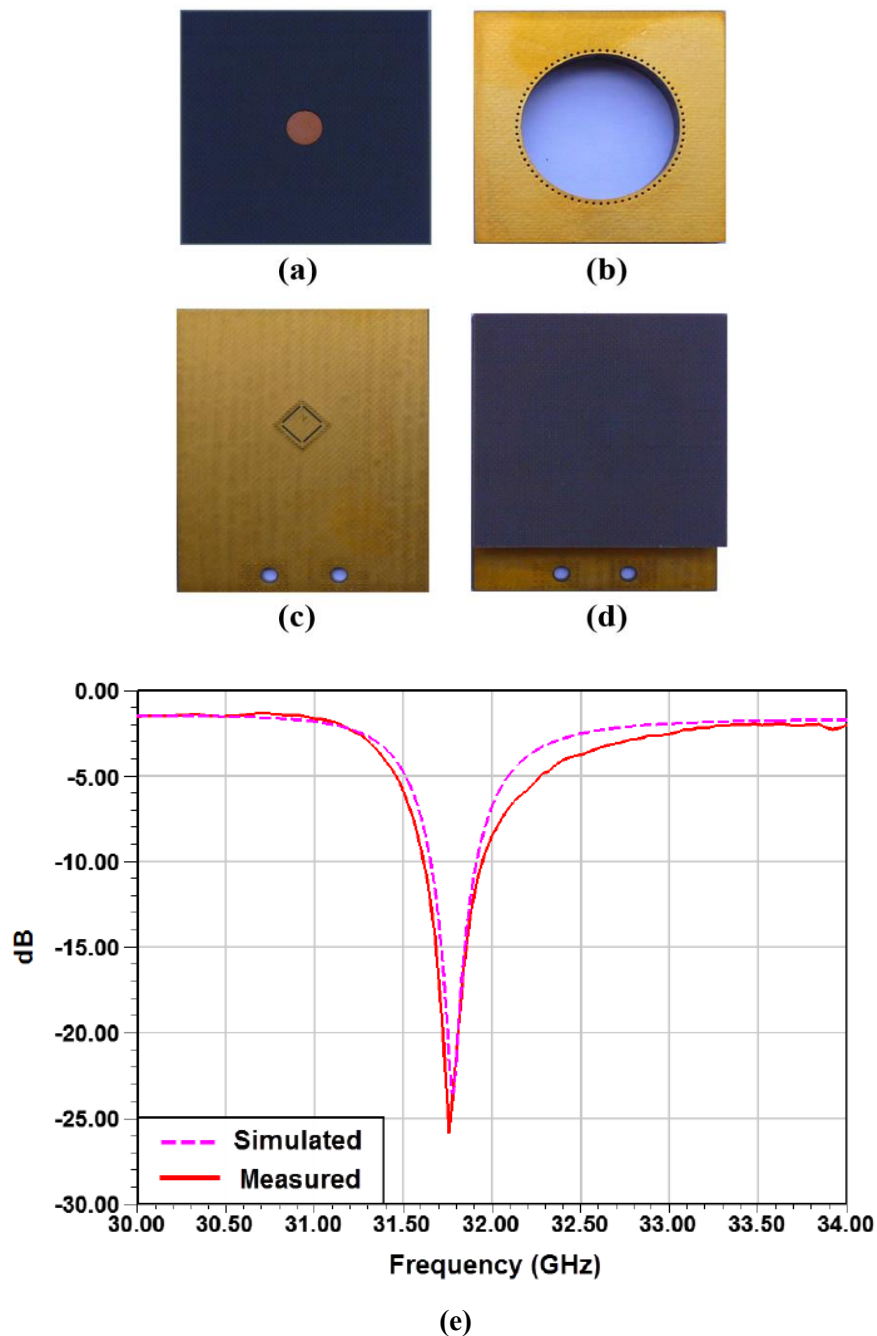 (a)
(b)
(c)
(d)
0.00
-5.00
-10.00
-15.00
-20.00
-25.00
-30.00
dB
Simulated
Measured
30.00 30.50 31.00 31.50 32.00 32.50 33.00 33.50 34.00
Frequency (GHz)
(e)